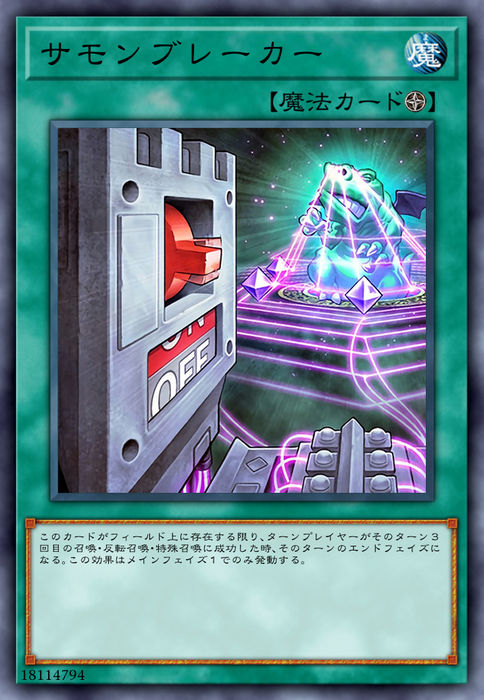 サモンブレーカー
魔
【魔法カード】
ON
OFF
このカードがフィールド上に存在する限り、ターンプレイヤーがそのターン３
回目の召喚・反転召喚・特殊召喚に成功した時、そのターンのエンドフェイズに
なる。この効果はメインフェイズ１でのみ発動する。
18114794